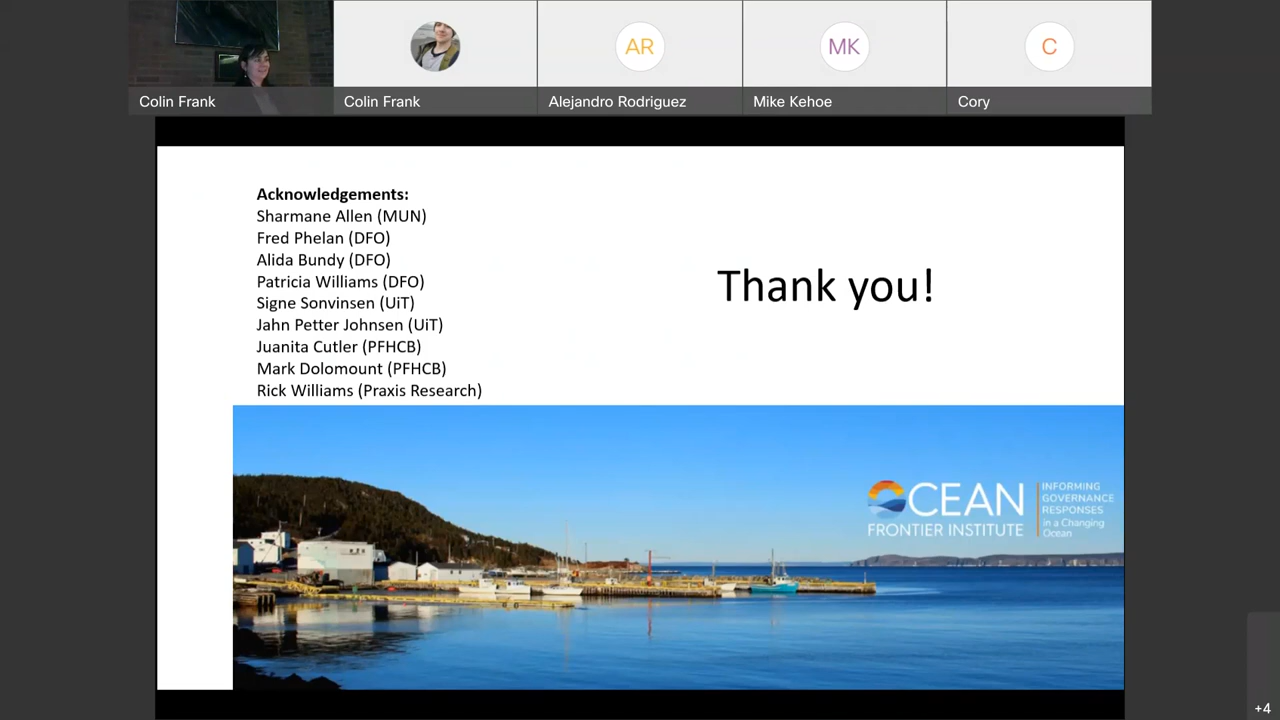 AR
MK
C
Colin Frank
Colin Frank
Alejandro Rodriguez
Mike Kehoe
Cory
Acknowledgements:
Sharmane Allen (MUN)
Fred Phelan (DFO)
Alida Bundy (DFO)
Patricia Williams (DFO)
Signe Sonvinsen (UiT)
Jahn Petter Johnsen (UiT)
Juanita Cutler (PFHCB)
Mark Dolomount (PFHCB)
Rick Williams (Praxis Research)
Thank you!
OCEAN
FRONTIER INSTITUTE
INFORMING
GOVERNANCE
RESPONSES
in a Changing
Ocean
+4